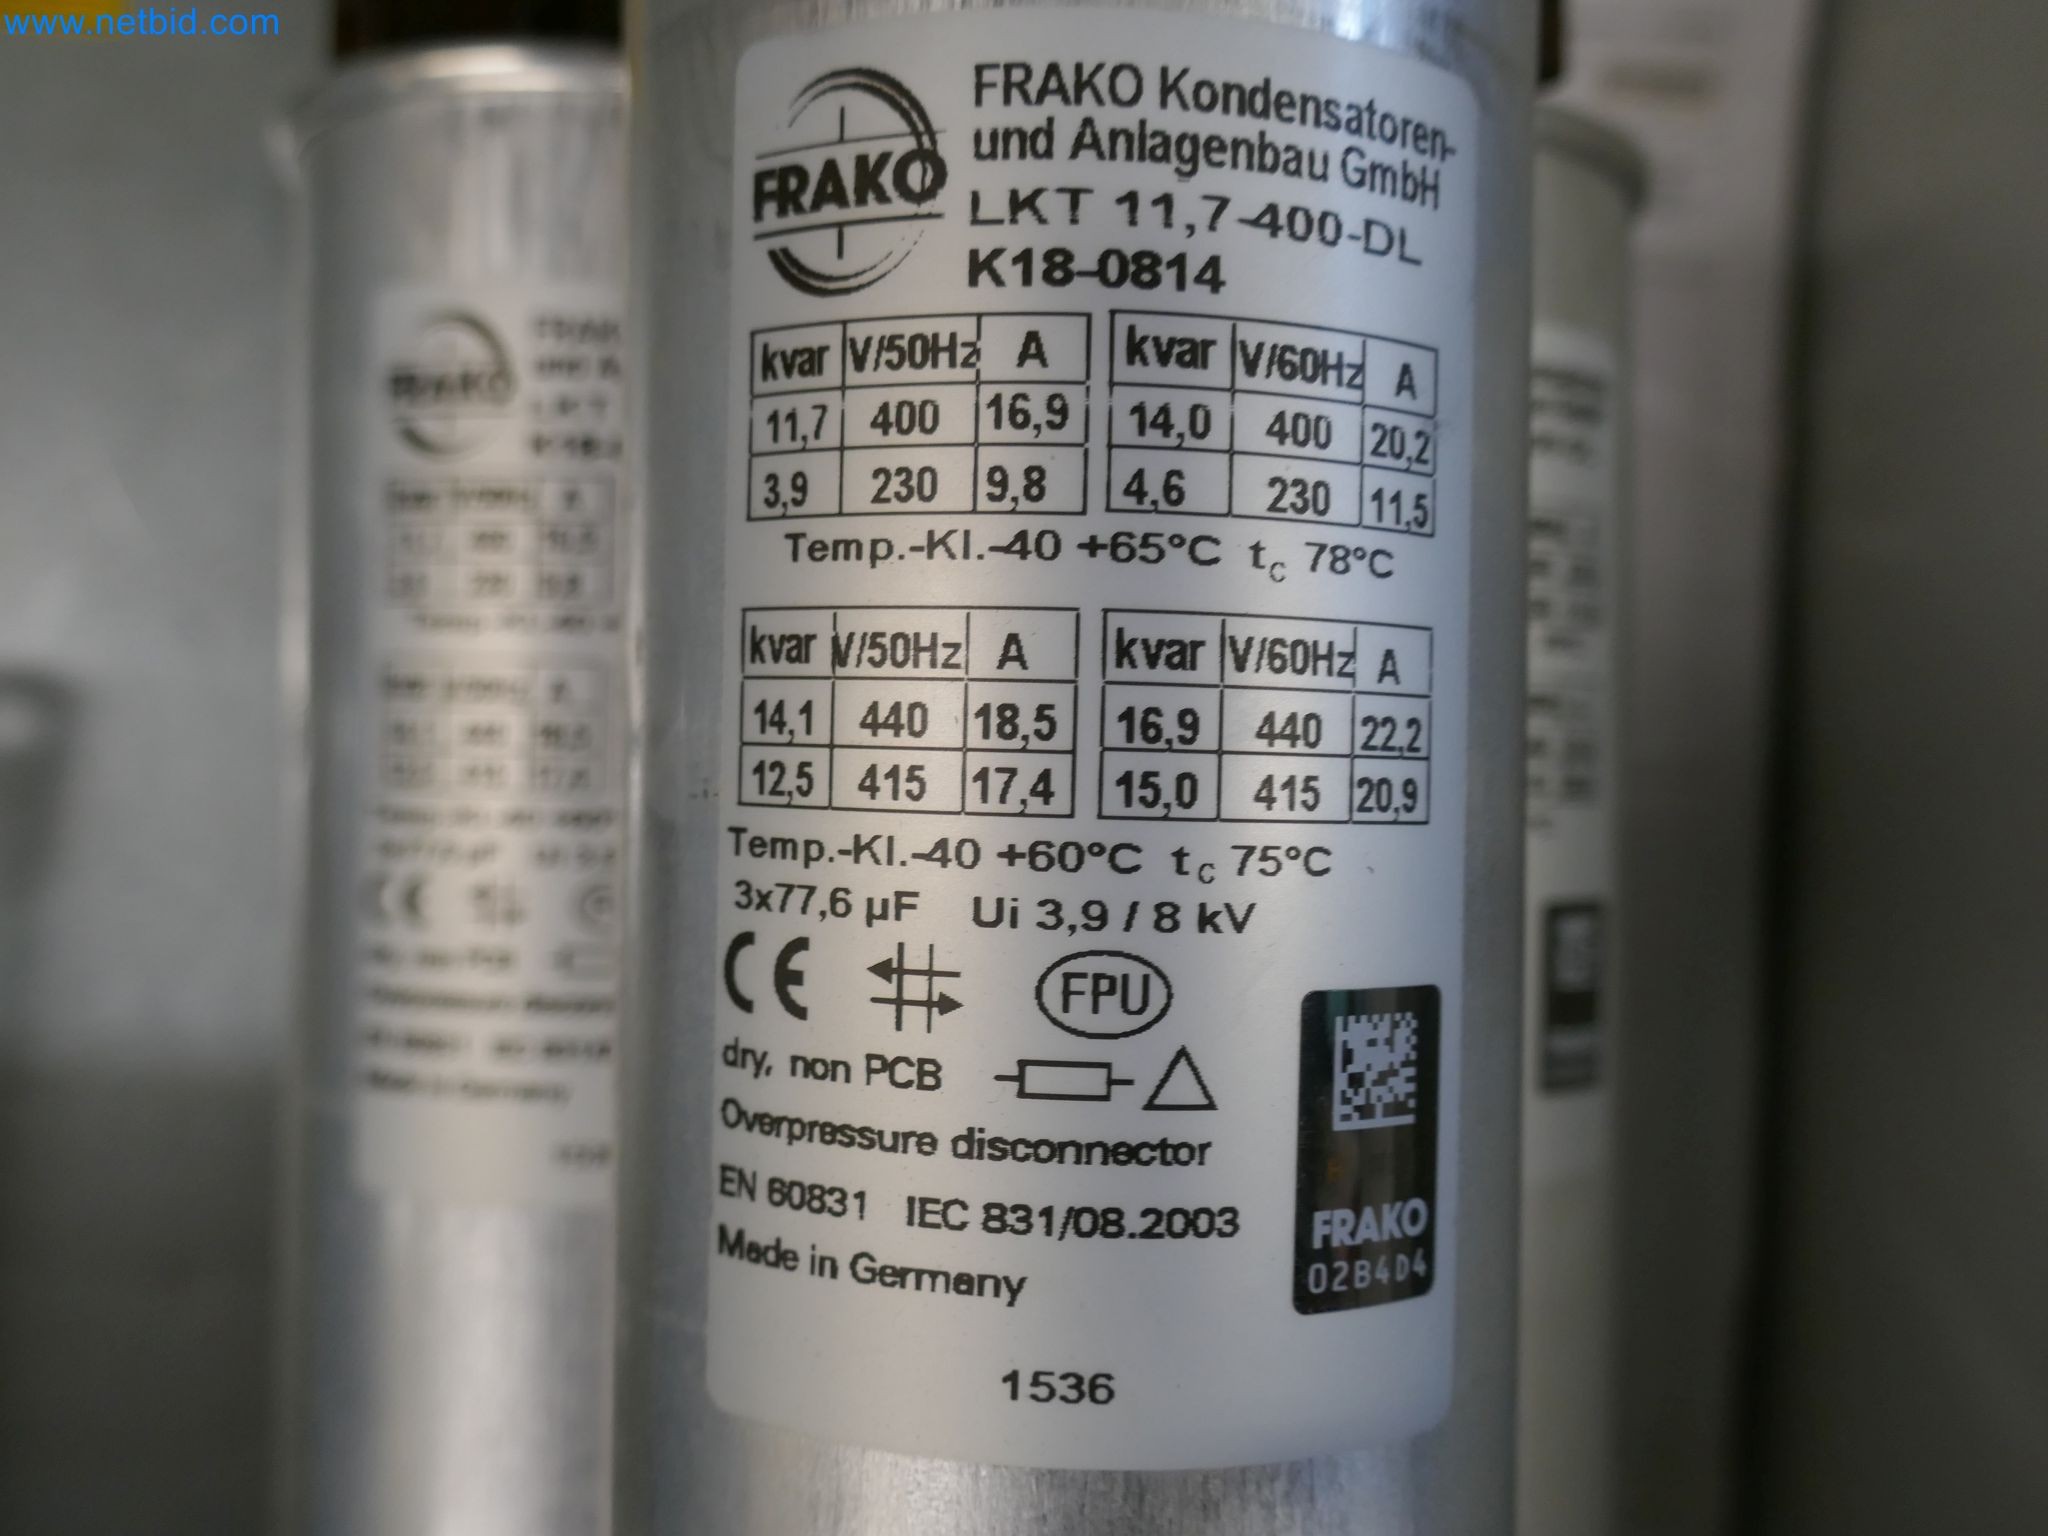 www.netbid.com
FRAKO
FRAKO Kondensatoren-
und Anlagenbau GmbH
LKT 11,7-400-DL
K18-0814
kvar V/50Hz A kvar V/60Hz A
11,7 400 16,9 14,0 400 20,2
3,9 230 9,8 4,6 230 11,5
Temp.-Kl.-40 +65°C tc 78°C
kvar V/50Hz A kvar V/60Hz A
14,1 440 18,5 16,9 440 22,2
12,5 415 17,4 15,0 415 20,9
Temp.-Kl.-40 +60°C tc 75°C
3x77,6 µF Ui 3,9 / 8 kV
CE FPU
dry, non PCB
Overpressure disconnector
EN 60831 IEC 831/08.2003
Made in Germany
FRAKO
02B4D4
1536
FRAKO
LKT
Made in Germany